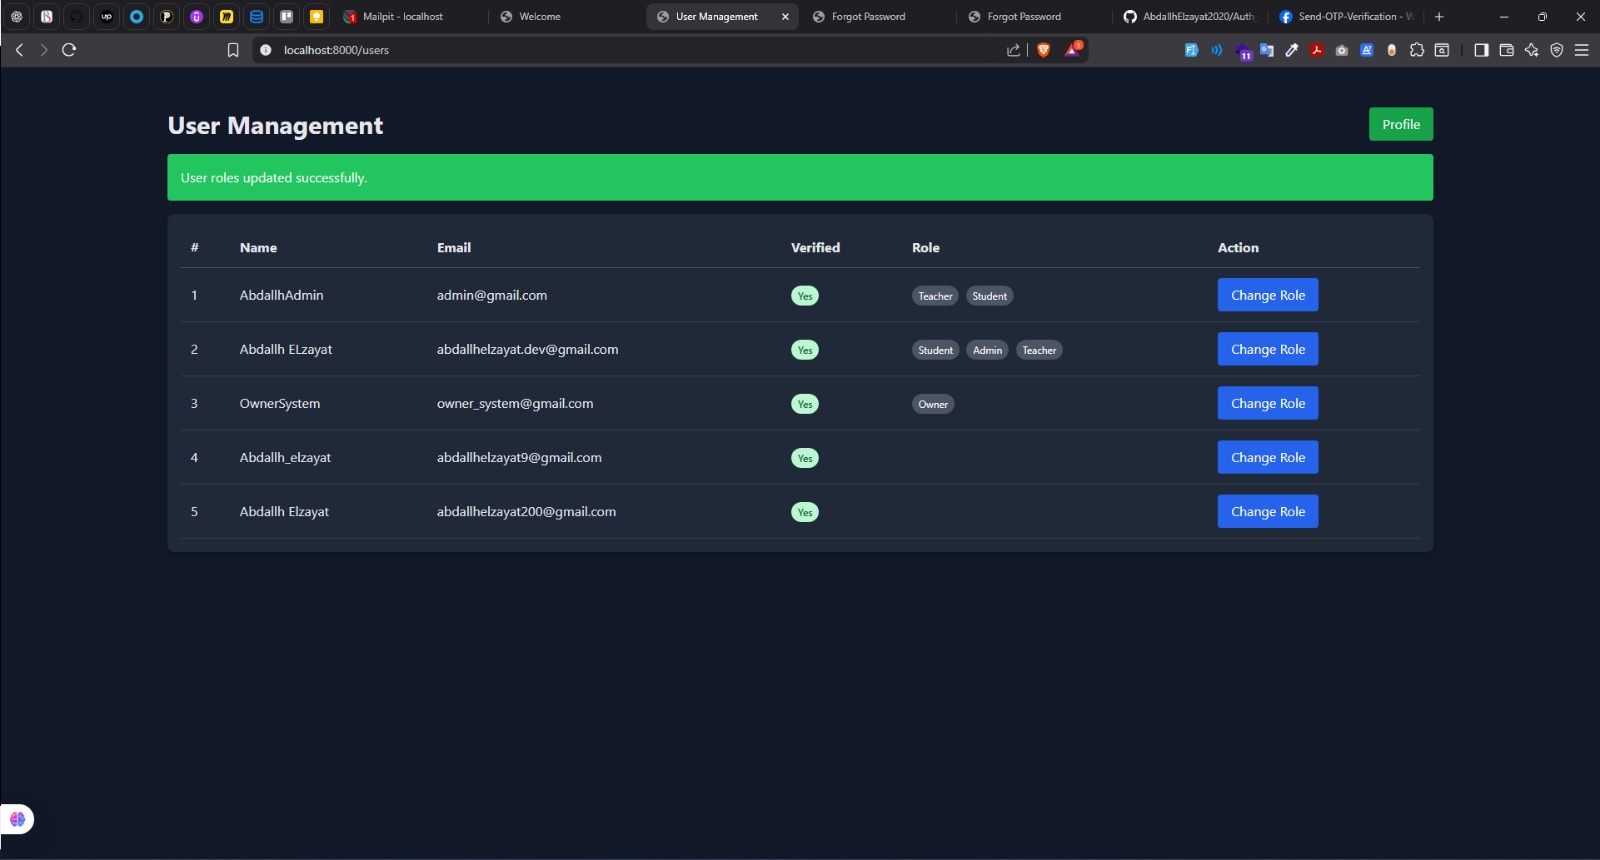 up
Mailpit - localhost
Welcome
User Management
Forgot Password
Forgot Password
AbdallhElzayat2020/Auth
Send-OTP-Verification -
localhost:8000/users
1
11
User Management
Profile
User roles updated successfully.
# Name Email Verified Role Action
1 AbdallhAdmin admin@gmail.com Yes Teacher Student Change Role
2 Abdallh ELzayat abdallhelzayat.dev@gmail.com Yes Student Admin Teacher Change Role
3 OwnerSystem owner_system@gmail.com Yes Owner Change Role
4 Abdallh_elzayat abdallhelzayat9@gmail.com Yes Change Role
5 Abdallh Elzayat abdallhelzayat200@gmail.com Yes Change Role